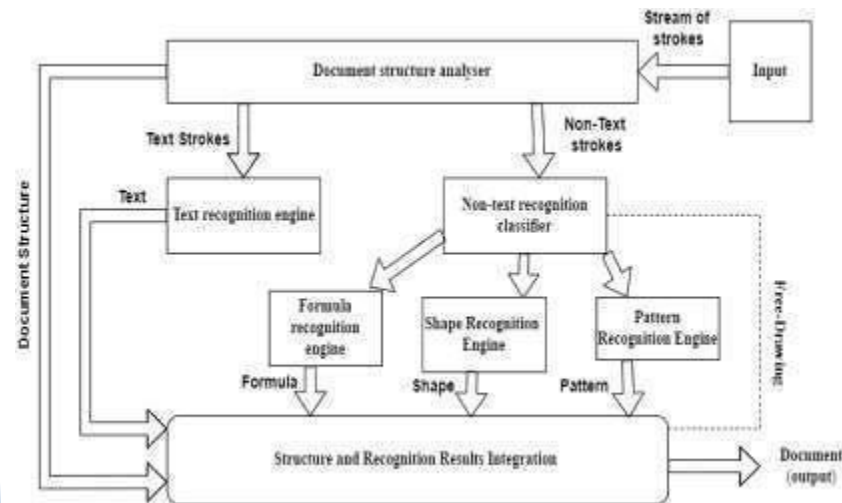 Stream of
strokes
Document structure analyser
Input
Text Strokes
Non-Text
strokes
Document Structure
Text
Text recognition engine
Non-text recognition
classifier
Free-Drawing
Formula
recognition
engine
Shape Recognition
Engine
Pattern
Recognition Engine
Formula
Shape
Pattern
Structure and Recognition Results Integration
Document
(output)